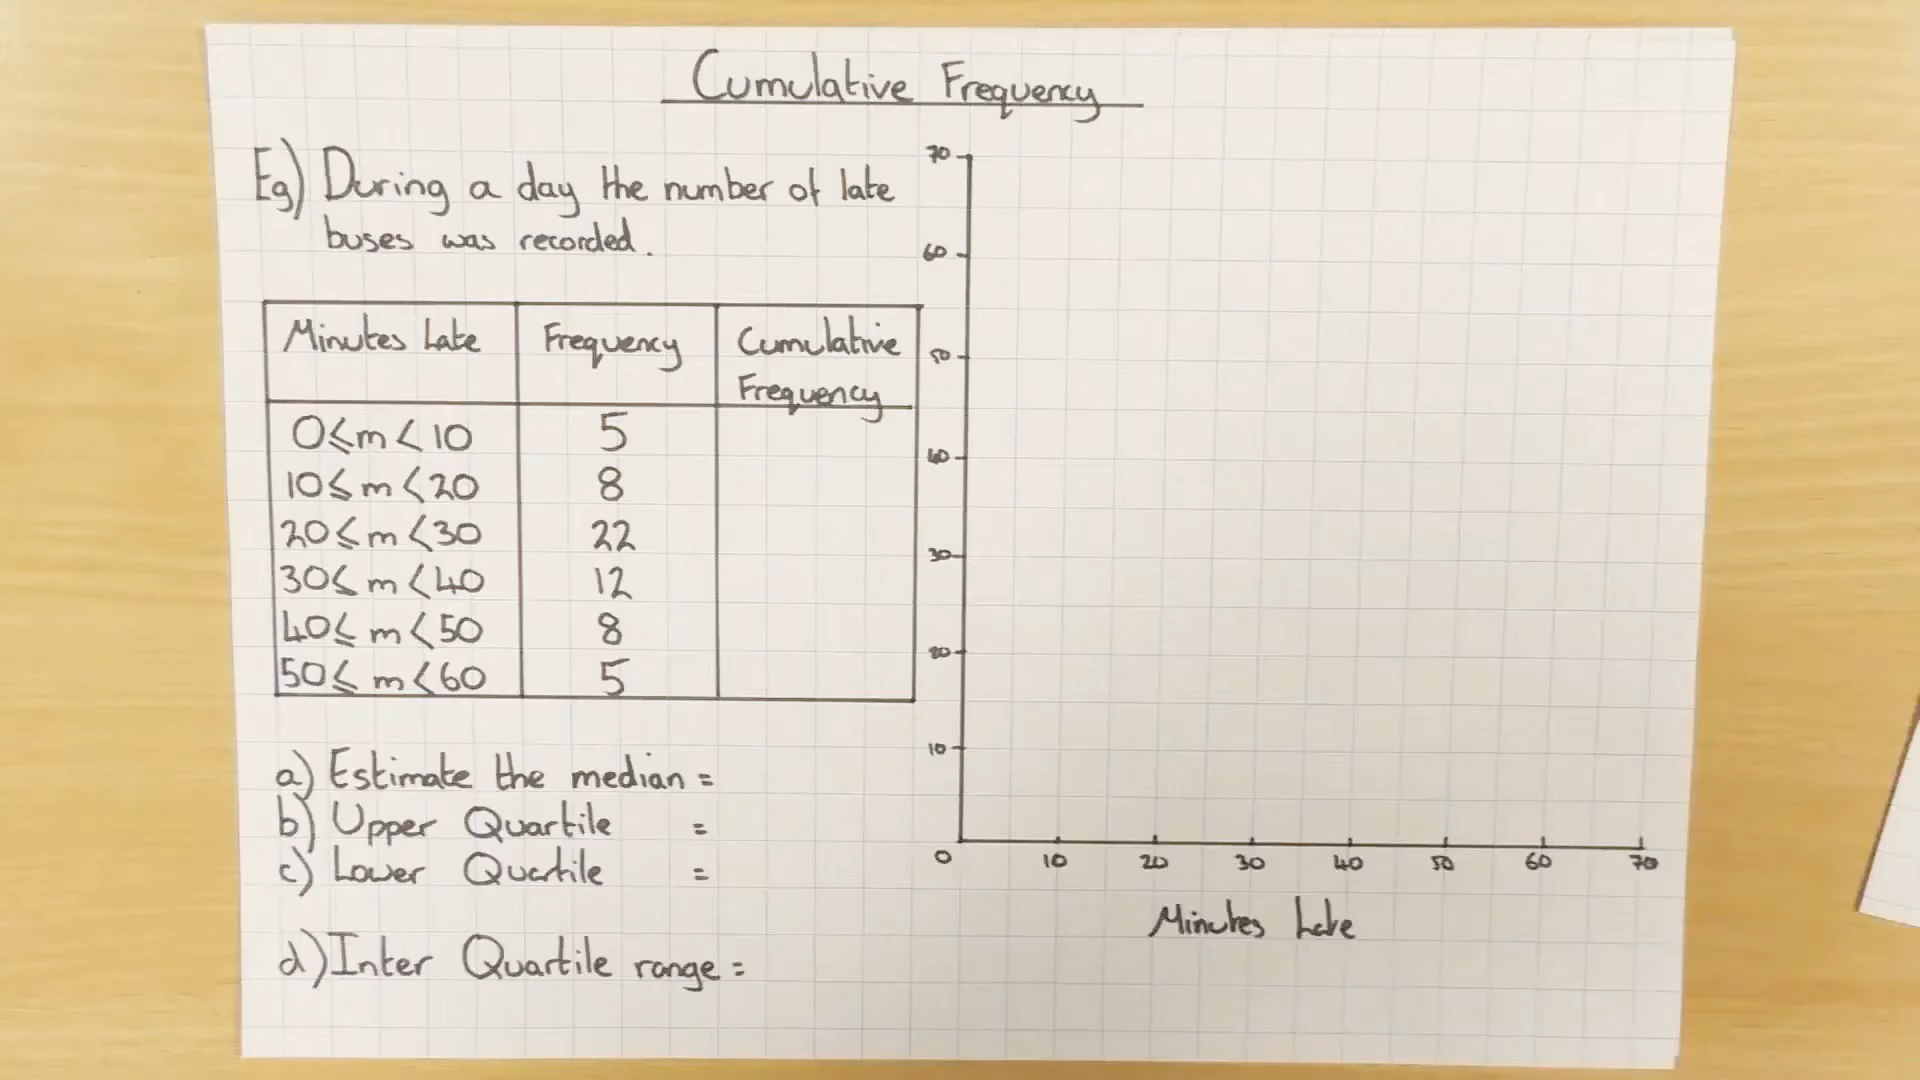 Cumulative Frequency
Eg) During a day the number of late
buses was recorded.
Minutes Late Frequency Cumulative
Frequency
0≤m<10 5
10≤m<20 8
20≤m<30 22
30≤m<40 12
40≤m<50 8
50≤m<60 5
a) Estimate the median =
b) Upper Quartile =
c) Lower Quartile =
d) Inter Quartile range =
70
60
50
40
30
20
10
0 10 20 30 40 50 60 70
Minutes Late